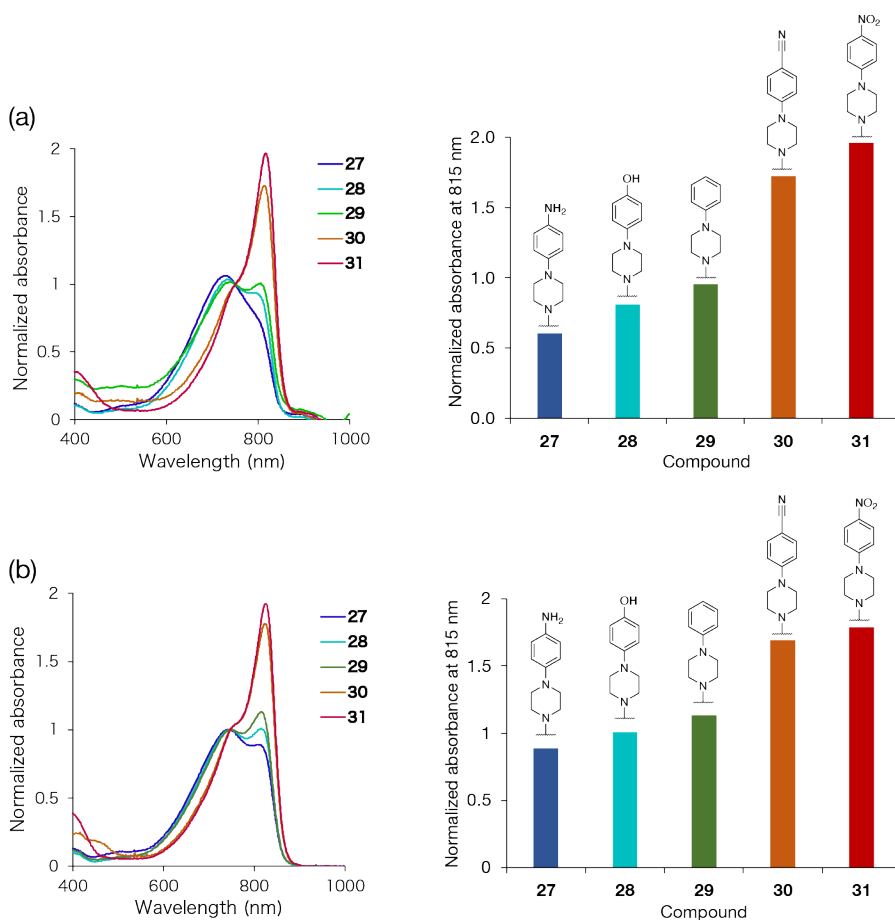 (a)
Normalized absorbance
2
1.5
1
0.5
0
400
600
800
1000
Wavelength (nm)
27
28
29
30
31
Normalized absorbance at 815 nm
2.0
1.5
1.0
0.5
0.0
NH2
N
N
OH
N
N
N
N
N
N
N
NO2
N
N
27
28
29
30
31
Compound
(b)
Normalized absorbance
2
1.5
1
0.5
0
400
600
800
1000
Wavelength (nm)
27
28
29
30
31
Normalized absorbance at 815 nm
2
1.5
1
0.5
0
NH2
N
N
OH
N
N
N
N
N
N
N
NO2
N
N
27
28
29
30
31
Compound